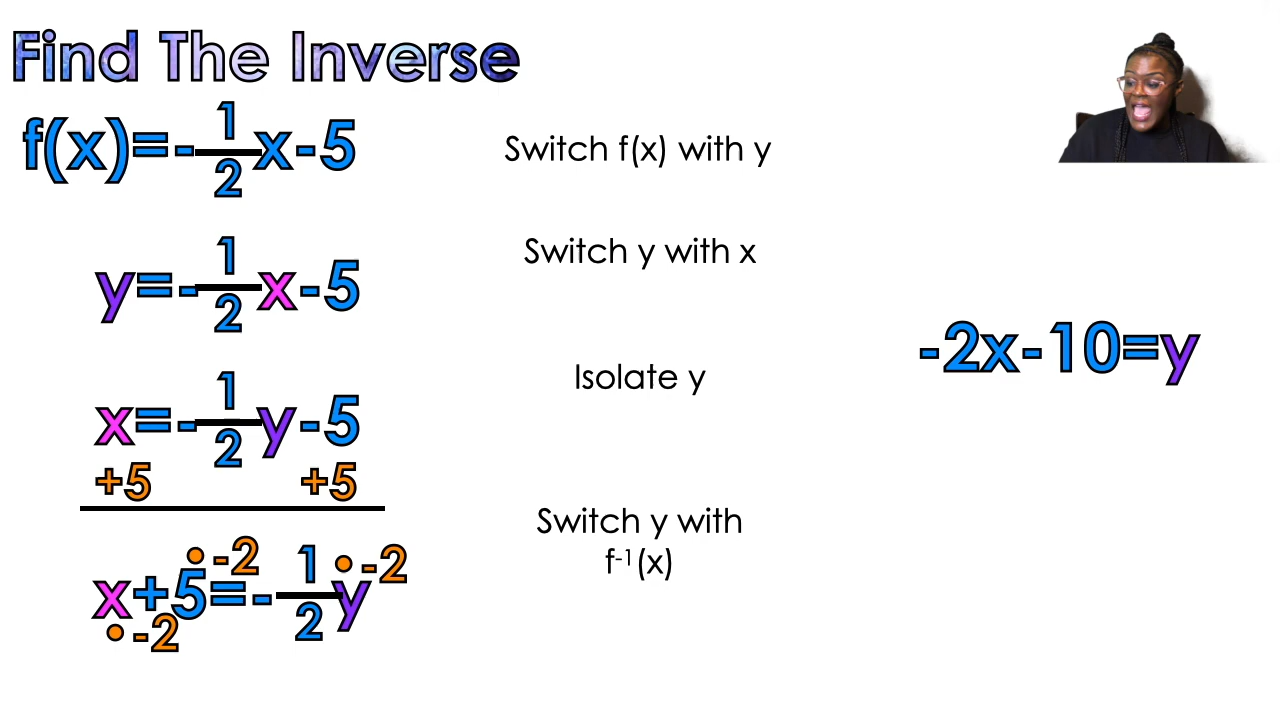 Find The Inverse
f(x)=-1/2x-5
Switch f(x) with y
y=-1/2x-5
Switch y with x
x=-1/2y-5
+5 +5
Isolate y
x+5=-1/2y
•-2 •-2 •-2
Switch y with
f⁻¹(x)
-2x-10=y